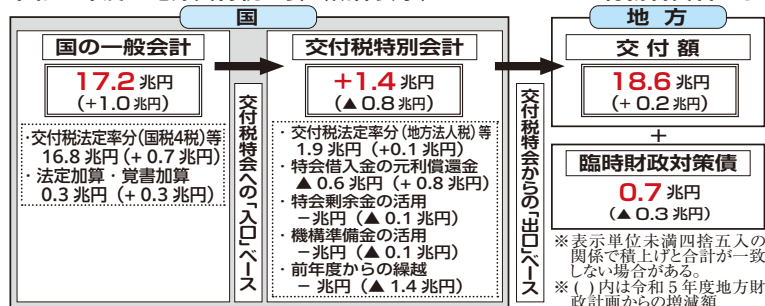 国
国の一般会計
17.2 兆円
(+1.0 兆円)
・交付税法定率分(国税4税)等
16.8 兆円 (+ 0.7 兆円)
・法定加算・覚書加算
0.3 兆円 (+ 0.3 兆円)
交付税特会への「入口」ベース
交付税特別会計
+1.4 兆円
(▲ 0.8 兆円)
・交付税法定率分(地方法人税)等
1.9 兆円 (+0.1 兆円)
・特会借入金の元利償還金
▲ 0.6 兆円 (+ 0.8 兆円)
・特会剰余金の活用
−兆円 (▲ 0.1 兆円)
・機構準備金の活用
−兆円 (▲ 0.1 兆円)
・前年度からの繰越
− 兆円 (▲ 1.4 兆円)
交付税特会からの「出口」ベース
地方
交付額
18.6 兆円
(+ 0.2 兆円)
+
臨時財政対策債
0.7 兆円
(▲ 0.3 兆円)
※表示単位未満四捨五入の
関係で積上げと合計が一致
しない場合がある。
※( )内は令和5年度地方財
政計画からの増減額